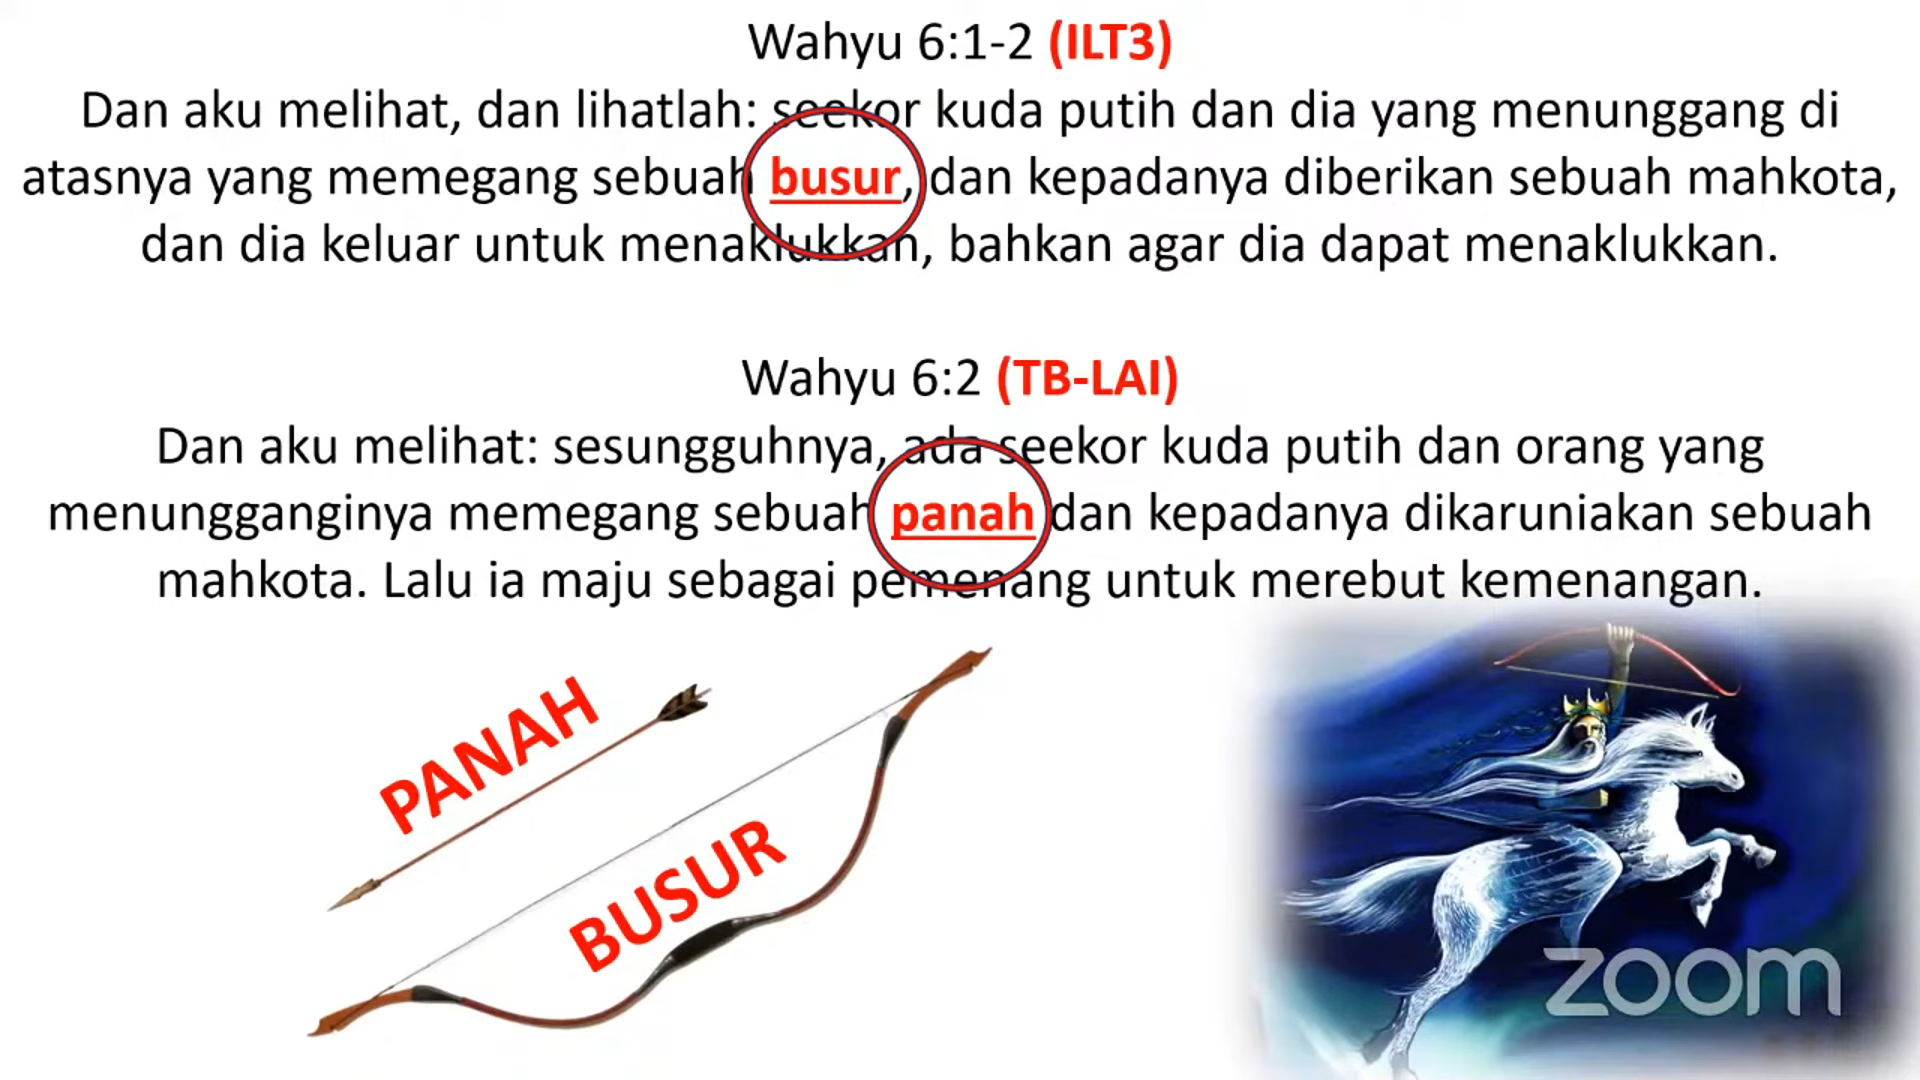 Wahyu 6:1-2 (ILT3)
Dan aku melihat, dan lihatlah: seekor kuda putih dan dia yang menunggang di
atasnya yang memegang sebuah busur, dan kepadanya diberikan sebuah mahkota,
dan dia keluar untuk menaklukkan, bahkan agar dia dapat menaklukkan.
Wahyu 6:2 (TB-LAI)
Dan aku melihat: sesungguhnya, ada seekor kuda putih dan orang yang
menungganginya memegang sebuah panah dan kepadanya dikaruniakan sebuah
mahkota. Lalu ia maju sebagai pemenang untuk merebut kemenangan.
PANAH
BUSUR
zoom